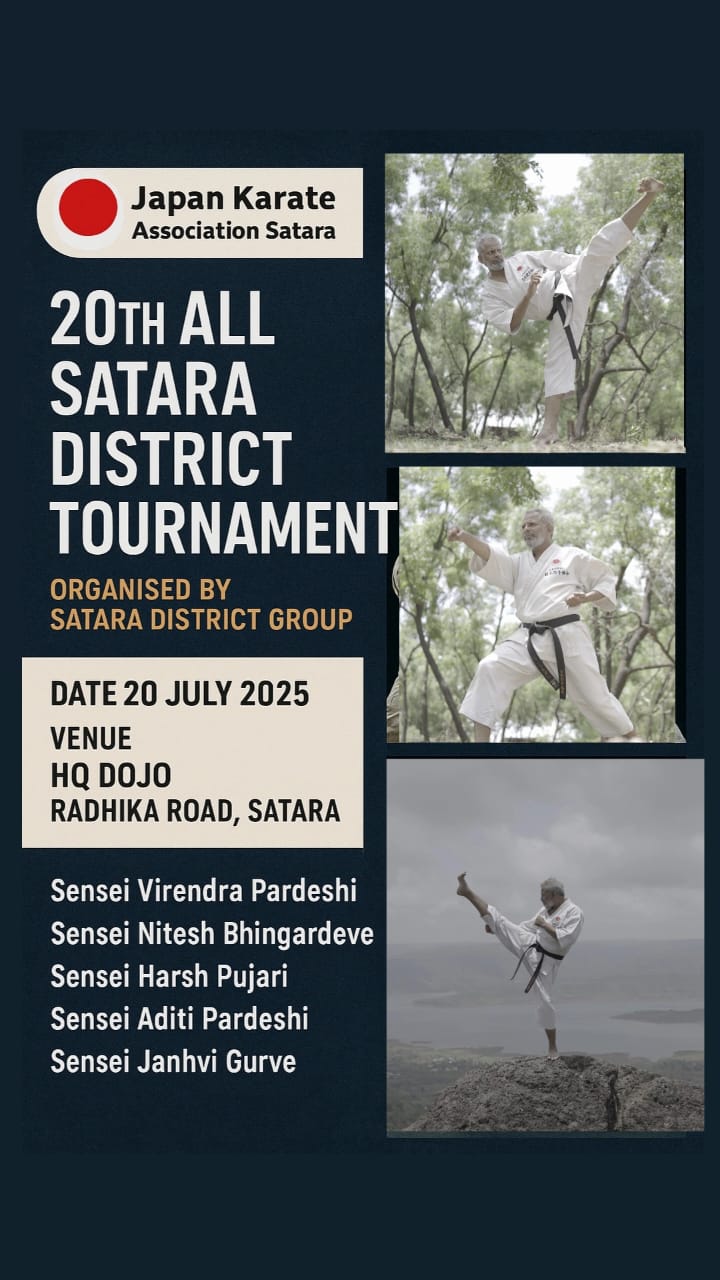 Japan Karate
Association Satara
20TH ALL
SATARA
DISTRICT
TOURNAMENT
ORGANISED BY
SATARA DISTRICT GROUP
DATE 20 JULY 2025
VENUE
HQ DOJO
RADHIKA ROAD, SATARA
Sensei Virendra Pardeshi
Sensei Nitesh Bhingardeve
Sensei Harsh Pujari
Sensei Aditi Pardeshi
Sensei Janhvi Gurve